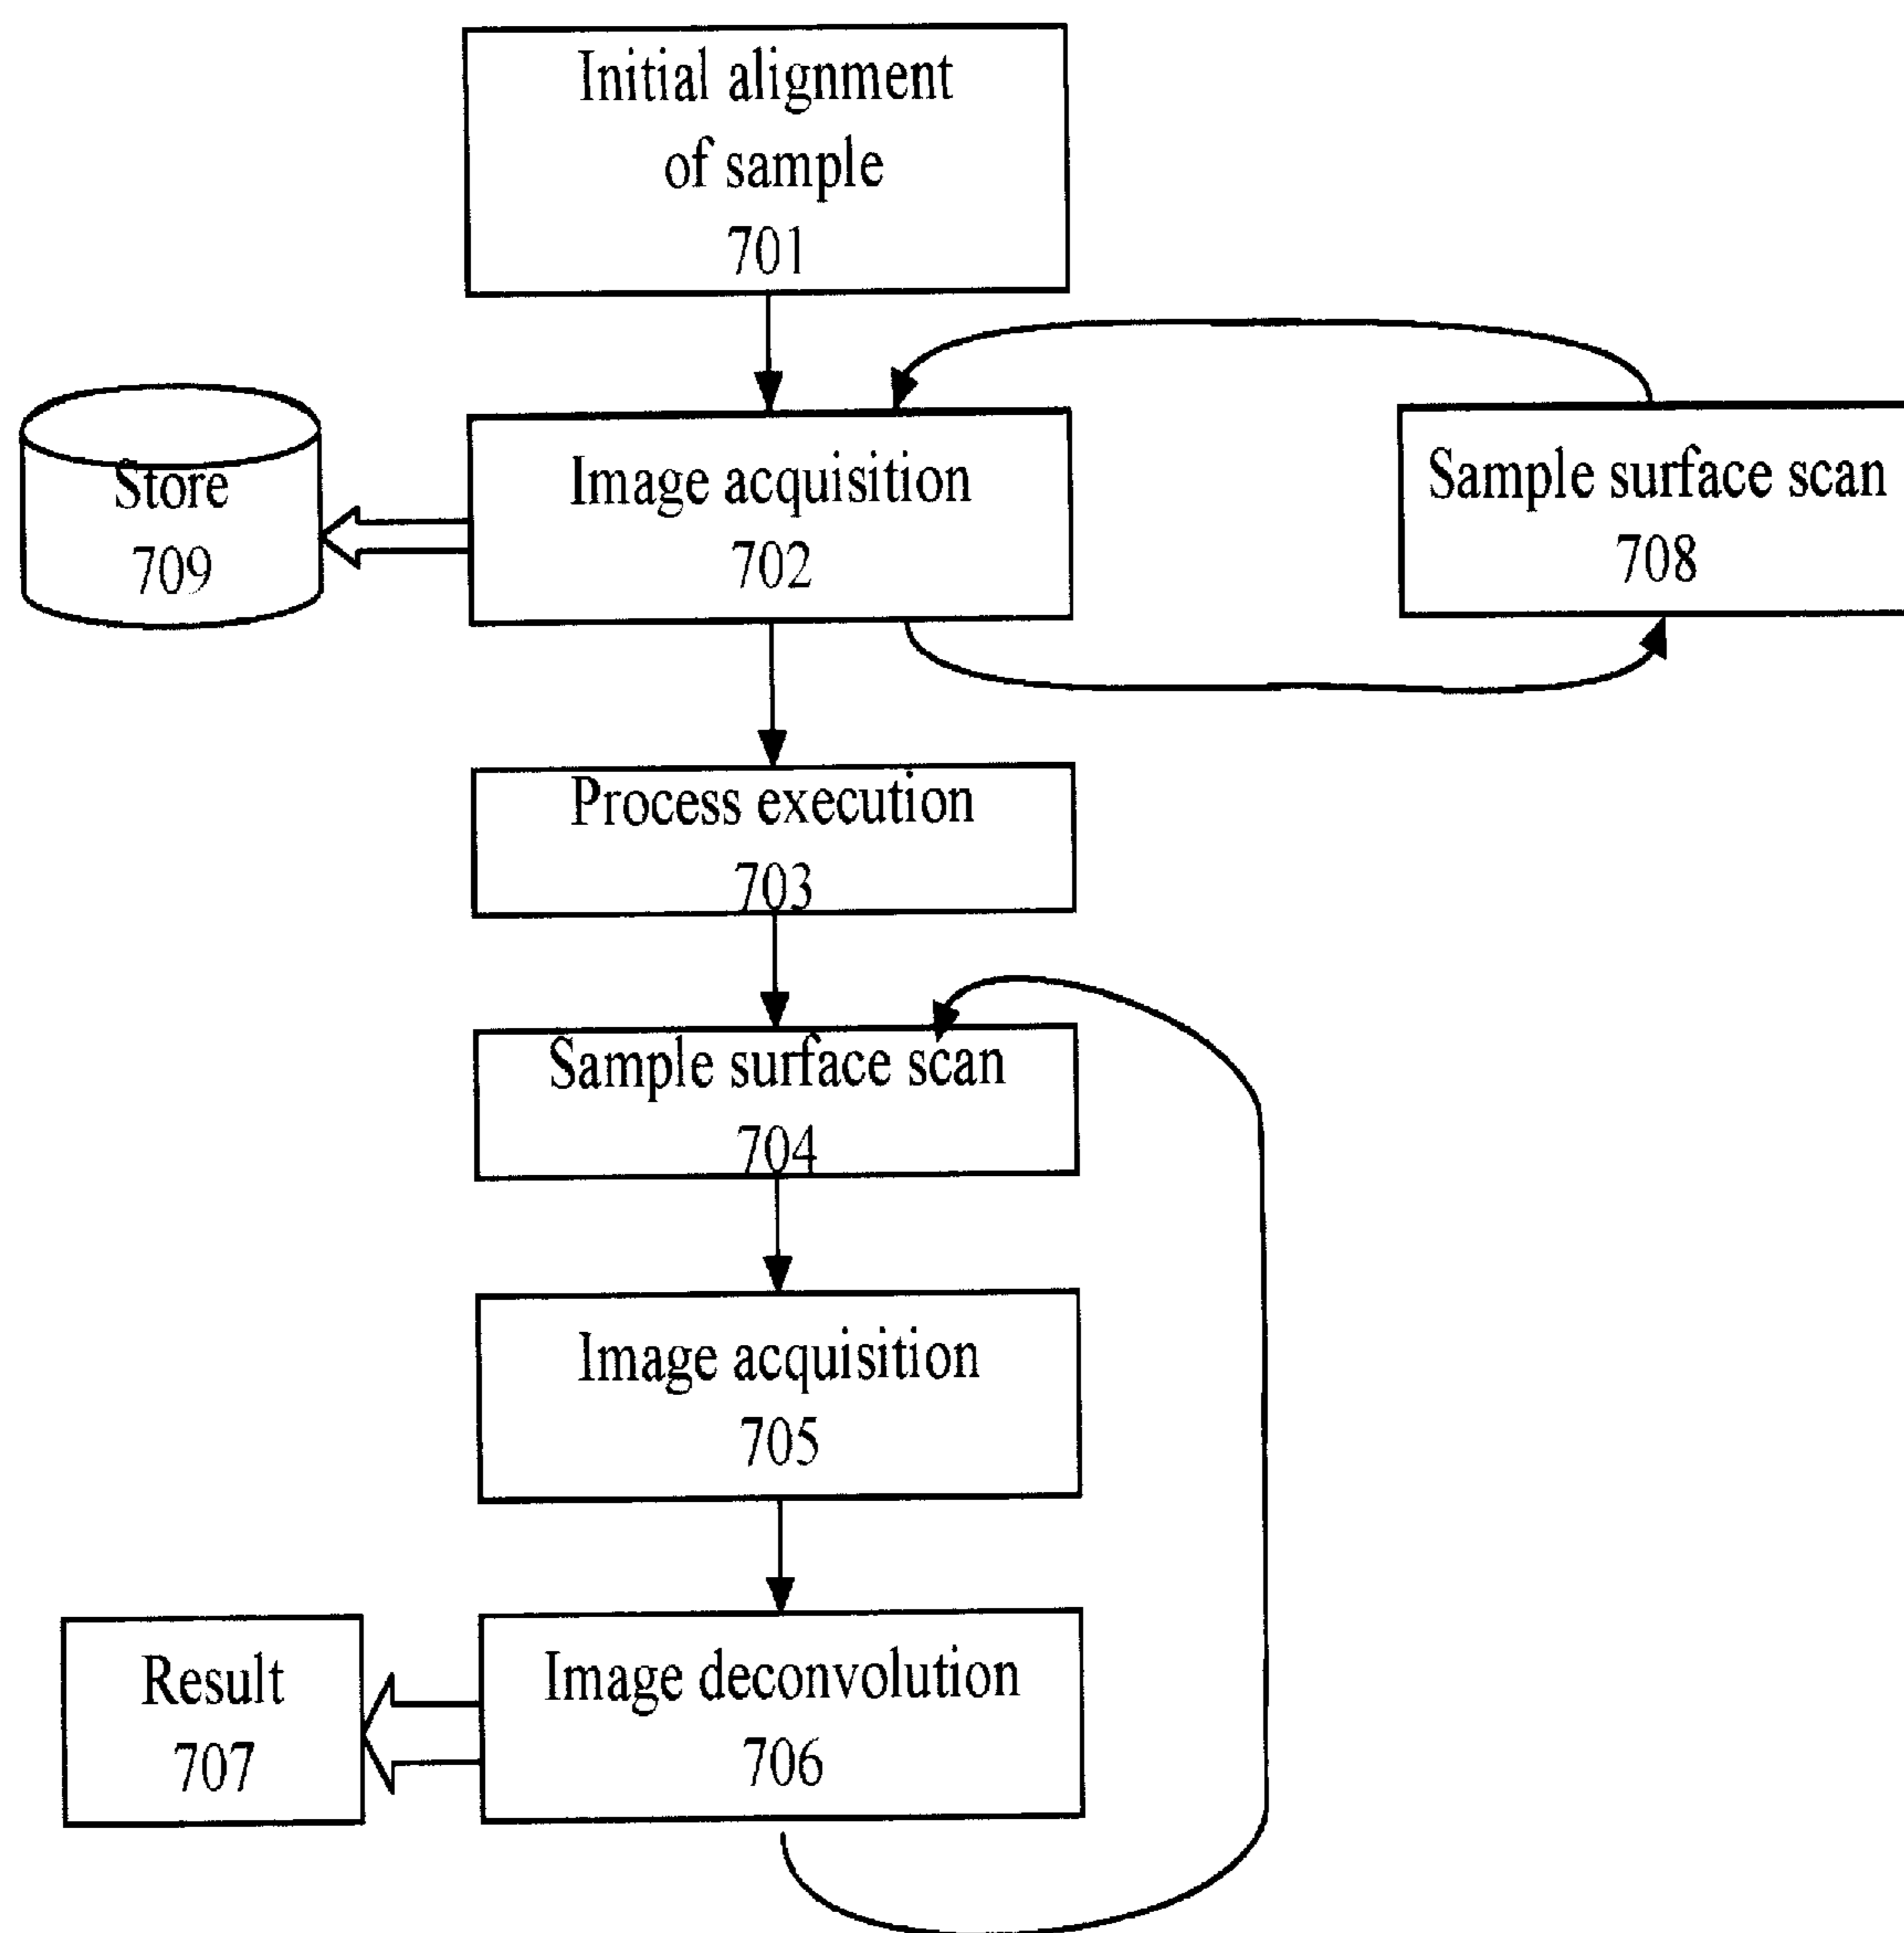 Initial alignment
of sample
701
Store
709
Image acquisition
702
Sample surface scan
708
Process execution
703
Sample surface scan
704
Image acquisition
705
Result
707
Image deconvolution
706